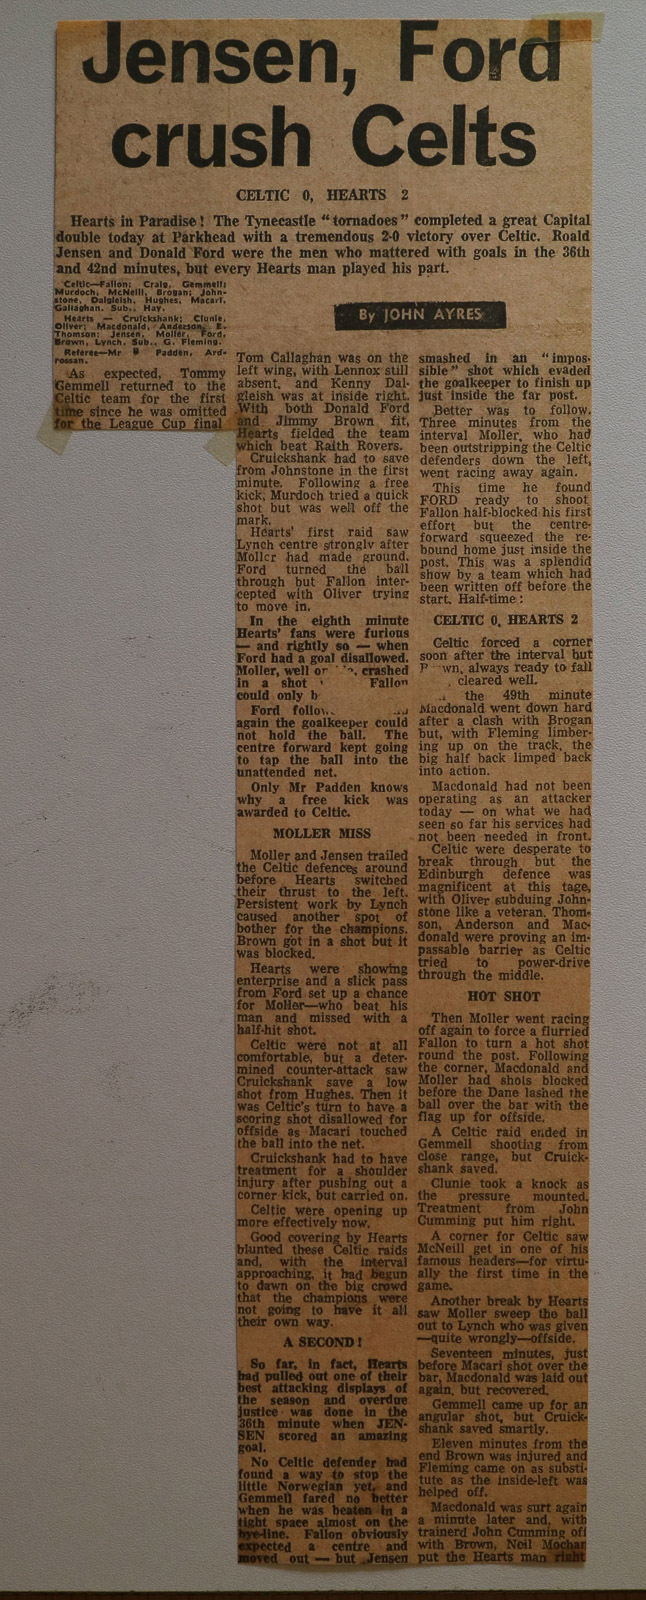 Jensen, Ford
crush Celts
CELTIC 0, HEARTS 2
Hearts in Paradise! The Tynecastle "tornadoes" completed a great Capital
double today at Parkhead with a tremendous 2-0 victory over Celtic. Roald
Jensen and Donald Ford were the men who mattered with goals in the 36th
and 42nd minutes, but every Hearts man played his part.
Celtic—Fallon; Craig, Gemmell;
Murdoch, McNeill, Brogan; John-
stone, Dalgleish, Hughes, Macari,
Gallaghan. Sub., Hay.
Hearts — Cruickshank; Clunie,
Oliver; Macdonald, Anderson, E.
Thomson; Jensen, Moller, Ford,
Brown, Lynch. Sub., G. Fleming.
Referee—Mr Padden, Ard-
rossan.
As expected, Tommy
Gemmell returned to the
Celtic team for the first
time since he was omitted
for the League Cup final
By JOHN AYRES
Tom Callaghan was on the
left wing, with Lennox still
absent, and Kenny Dal-
gleish was at inside right.
With both Donald Ford
and Jimmy Brown fit,
Hearts fielded the team
which beat Raith Rovers.
Cruickshank had to save
from Johnstone in the first
minute. Following a free
kick, Murdoch tried a quick
shot but was well off the
mark.
Hearts' first raid saw
Lynch centre strongly after
Moller had made ground.
Ford turned the ball
through but Fallon inter-
cepted with Oliver trying
to move in.
In the eighth minute
Hearts' fans were furious
— and rightly so — when
Ford had a goal disallowed.
Moller, well crashed
in a shot Fallon
could only
Ford
again the goalkeeper could
not hold the ball. The
centre forward kept going
to tap the ball into the
unattended net.
Only Mr Padden knows
why a free kick was
awarded to Celtic.
MOLLER MISS
Moller and Jensen trailed
the Celtic defences around
before Hearts switched
their thrust to the left.
Persistent work by Lynch
caused another spot of
bother for the champions.
Brown got in a shot but it
was blocked.
Hearts were showing
enterprise and a slick pass
from Ford set up a chance
for Moller—who beat his
man and missed with a
half-hit shot.
Celtic were not at all
comfortable, but a deter-
mined counter-attack saw
Cruickshank save a low
shot from Hughes. Then it
was Celtic's turn to have a
scoring shot disallowed for
offside as Macari touched
the ball into the net.
Cruickshank had to have
treatment for a shoulder
injury after pushing out a
corner kick, but carried on.
Celtic were opening up
more effectively now.
Good covering by Hearts
blunted these Celtic raids
and, with the interval
approaching, it had begun
to dawn on the big crowd
that the champions were
not going to have it all
their own way.
A SECOND!
So far, in fact, Hearts
had pulled out one of their
best attacking displays of
the season and overdue
justice was done in the
36th minute when JEN-
SEN scored an amazing
goal.
No Celtic defender had
found a way to stop the
little Norwegian yet, and
Gemmell fared no better
when he was beaten in a
tight space almost on the
bye-line. Fallon obviously
expected a centre and
moved out — but Jensen
smashed in an "impos-
sible" shot which evaded
the goalkeeper to finish up
just inside the far post.
Better was to follow.
Three minutes from the
interval Moller, who had
been outstripping the Celtic
defenders down the left,
went racing away again.
This time he found
FORD ready to shoot
Fallon half-blocked his first
effort but the centre-
forward squeezed the re-
bound home just inside the
post. This was a splendid
show by a team which had
been written off before the
start. Half-time:
CELTIC 0, HEARTS 2
Celtic forced a corner
soon after the interval but
always ready to fall
cleared well.
the 49th minute
Macdonald went down hard
after a clash with Brogan
but, with Fleming limber-
ing up on the track, the
big half back limped back
into action.
Macdonald had not been
operating as an attacker
today — on what we had
seen so far his services had
not been needed in front.
Celtic were desperate to
break through but the
Edinburgh defence was
magnificent at this tage,
with Oliver subduing John-
stone like a veteran. Thom-
son, Anderson and Mac-
donald were proving an im-
passable barrier as Celtic
tried to power-drive
through the middle.
HOT SHOT
Then Moller went racing
off again to force a flurried
Fallon to turn a hot shot
round the post. Following
the corner, Macdonald and
Moller had shots blocked
before the Dane lashed the
ball over the bar with the
flag up for offside.
A Celtic raid ended in
Gemmell shooting from
close range, but Cruick-
shank saved.
Clunie took a knock as
the pressure mounted.
Treatment from John
Cumming put him right.
A corner for Celtic saw
McNeill get in one of his
famous headers—for virtu-
ally the first time in the
game.
Another break by Hearts
saw Moller sweep the ball
out to Lynch who was given
—quite wrongly—offside.
Seventeen minutes, just
before Macari shot over the
bar, Macdonald was laid out
again, but recovered.
Gemmell came up for an
angular shot, but Cruick-
shank saved smartly.
Eleven minutes from the
end Brown was injured and
Fleming came on as substi-
tute as the inside-left was
helped off.
Macdonald was surt again
a minute later and, with
trainerd John Cumming off
with Brown, Neil Mochan
put the Hearts man right